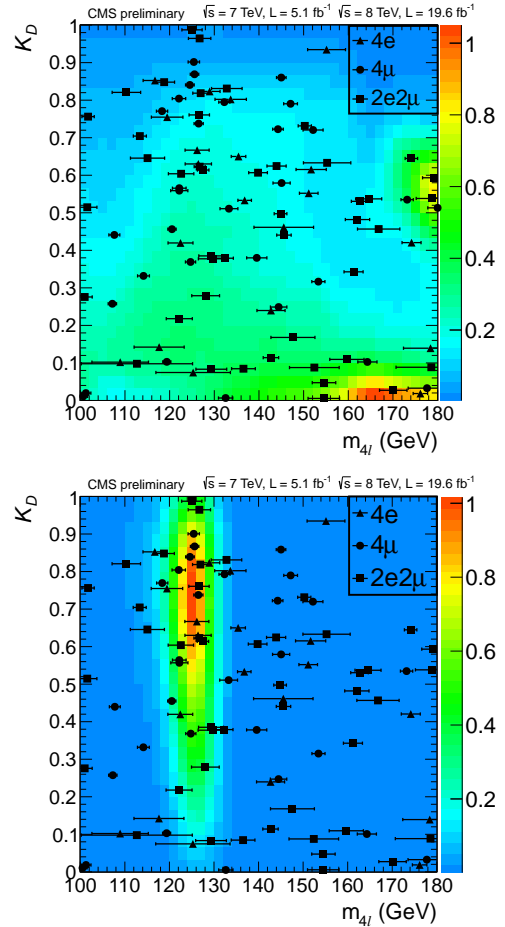 CMS preliminary √s = 7 TeV, L = 5.1 fb⁻¹ √s = 8 TeV, L = 19.6 fb⁻¹
K_D
1
0.9
0.8
0.7
0.6
0.5
0.4
0.3
0.2
0.1
0
4e
4μ
2e2μ
1
0.8
0.6
0.4
0.2
100 110 120 130 140 150 160 170 180
m_4l (GeV)
CMS preliminary √s = 7 TeV, L = 5.1 fb⁻¹ √s = 8 TeV, L = 19.6 fb⁻¹
K_D
1
0.9
0.8
0.7
0.6
0.5
0.4
0.3
0.2
0.1
0
4e
4μ
2e2μ
1
0.8
0.6
0.4
0.2
100 110 120 130 140 150 160 170 180
m_4l (GeV)